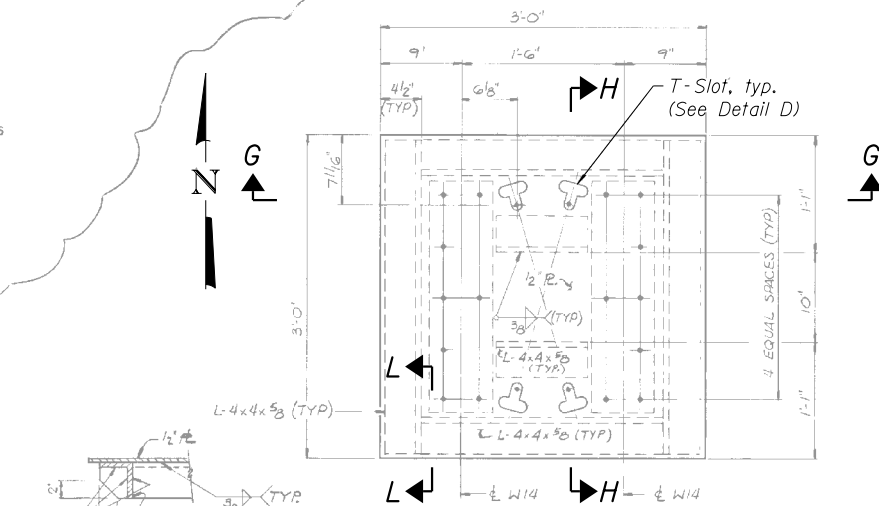 3'-0"
9'
1'-6"
9"
4½"
(TYP)
6⅛"
H
T-Slot, typ.
(See Detail D)
G
G
N
7 1/16"
1'-1"
4 EQUAL SPACES (TYP)
10"
1'-1"
3'-0"
½" PL
3/8
(TYP)
L-4x4x⅝
(TYP.)
L
L-4x4x⅝ (TYP)
L-4x4x⅝ (TYP)
½" PL
2"
(TYP.
L
℄ W14
H
℄ W14